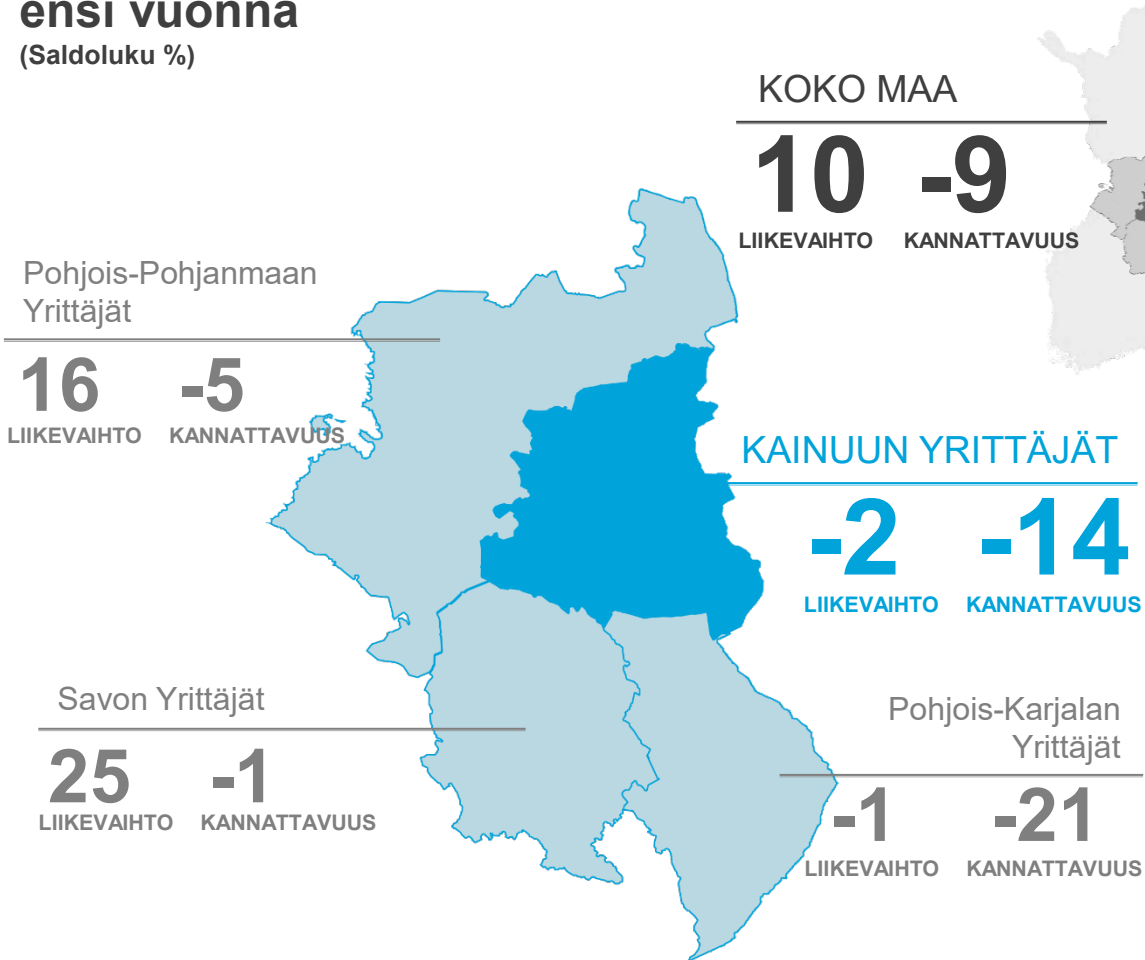 ensi vuonna
(Saldoluku %)
KOKO MAA
10 -9
LIIKEVAIHTO KANNATTAVUUS
Pohjois-Pohjanmaan
Yrittäjät
16 -5
LIIKEVAIHTO KANNATTAVUUS
KAINUUN YRITTÄJÄT
-2 -14
LIIKEVAIHTO KANNATTAVUUS
Savon Yrittäjät
25 -1
LIIKEVAIHTO KANNATTAVUUS
Pohjois-Karjalan
Yrittäjät
-1 -21
LIIKEVAIHTO KANNATTAVUUS